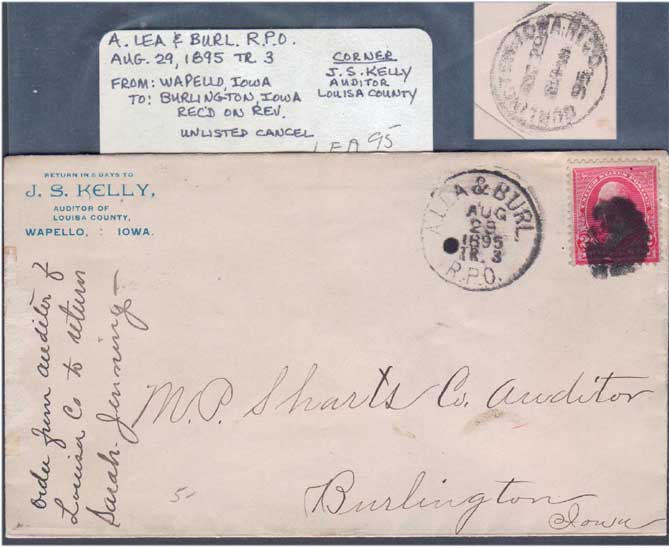 A. LEA & BURL. R.P.O.
AUG. 29, 1895 TR. 3
FROM: WAPELLO, IOWA
TO: BURLINGTON, IOWA
REC'D ON REV.
UNLISTED CANCEL
CORNER
J. S. KELLY
AUDITOR
LOUISA COUNTY
LEA 95
RETURN IN 5 DAYS TO
J. S. KELLY,
AUDITOR OF
LOUISA COUNTY,
WAPELLO, : IOWA.
A. LEA & BURL.
AUG
29
1895
TR. 3
R.P.O.
order from auditor of
Louisa Co to return
Sarah Jenning—
M. P. Sharts Co. Auditor
Burlington
Iowa
5-